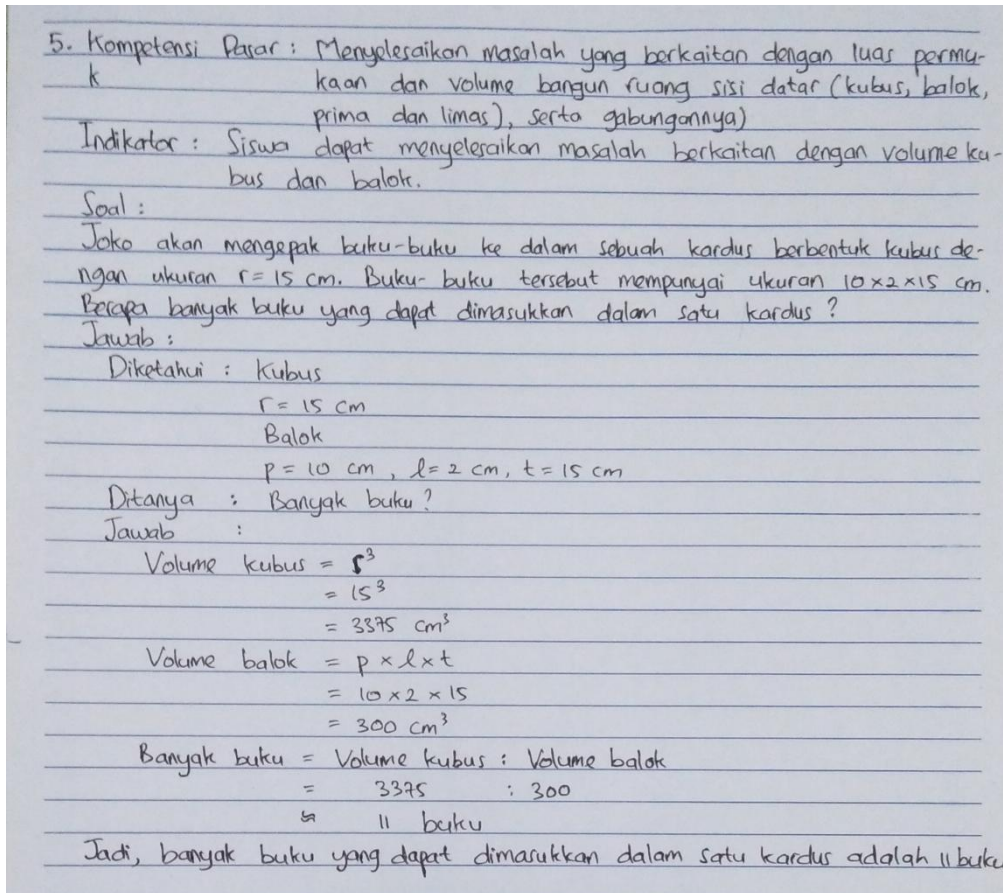 5. Kompetensi Dasar : Menyelesaikan masalah yang berkaitan dengan luas permu-
k kaan dan volume bangun ruang sisi datar (kubus, balok,
prima dan limas), serta gabungannya)
Indikator : Siswa dapat menyelesaikan masalah berkaitan dengan volume ku-
bus dan balok.
Soal :
Joko akan mengepak buku-buku ke dalam sebuah kardus berbentuk kubus de-
ngan ukuran r = 15 cm. Buku-buku tersebut mempunyai ukuran 10 × 2 × 15 cm.
Berapa banyak buku yang dapat dimasukkan dalam satu kardus ?
Jawab :
Diketahui : Kubus
r = 15 cm
Balok
p = 10 cm , l = 2 cm, t = 15 cm
Ditanya : Banyak buku ?
Jawab :
Volume kubus = s³
= 15³
= 3375 cm³
Volume balok = p × l × t
= 10 × 2 × 15
= 300 cm³
Banyak buku = Volume kubus : Volume balok
= 3375 : 300
≈ 11 buku
Jadi, banyak buku yang dapat dimasukkan dalam satu kardus adalah 11 buku